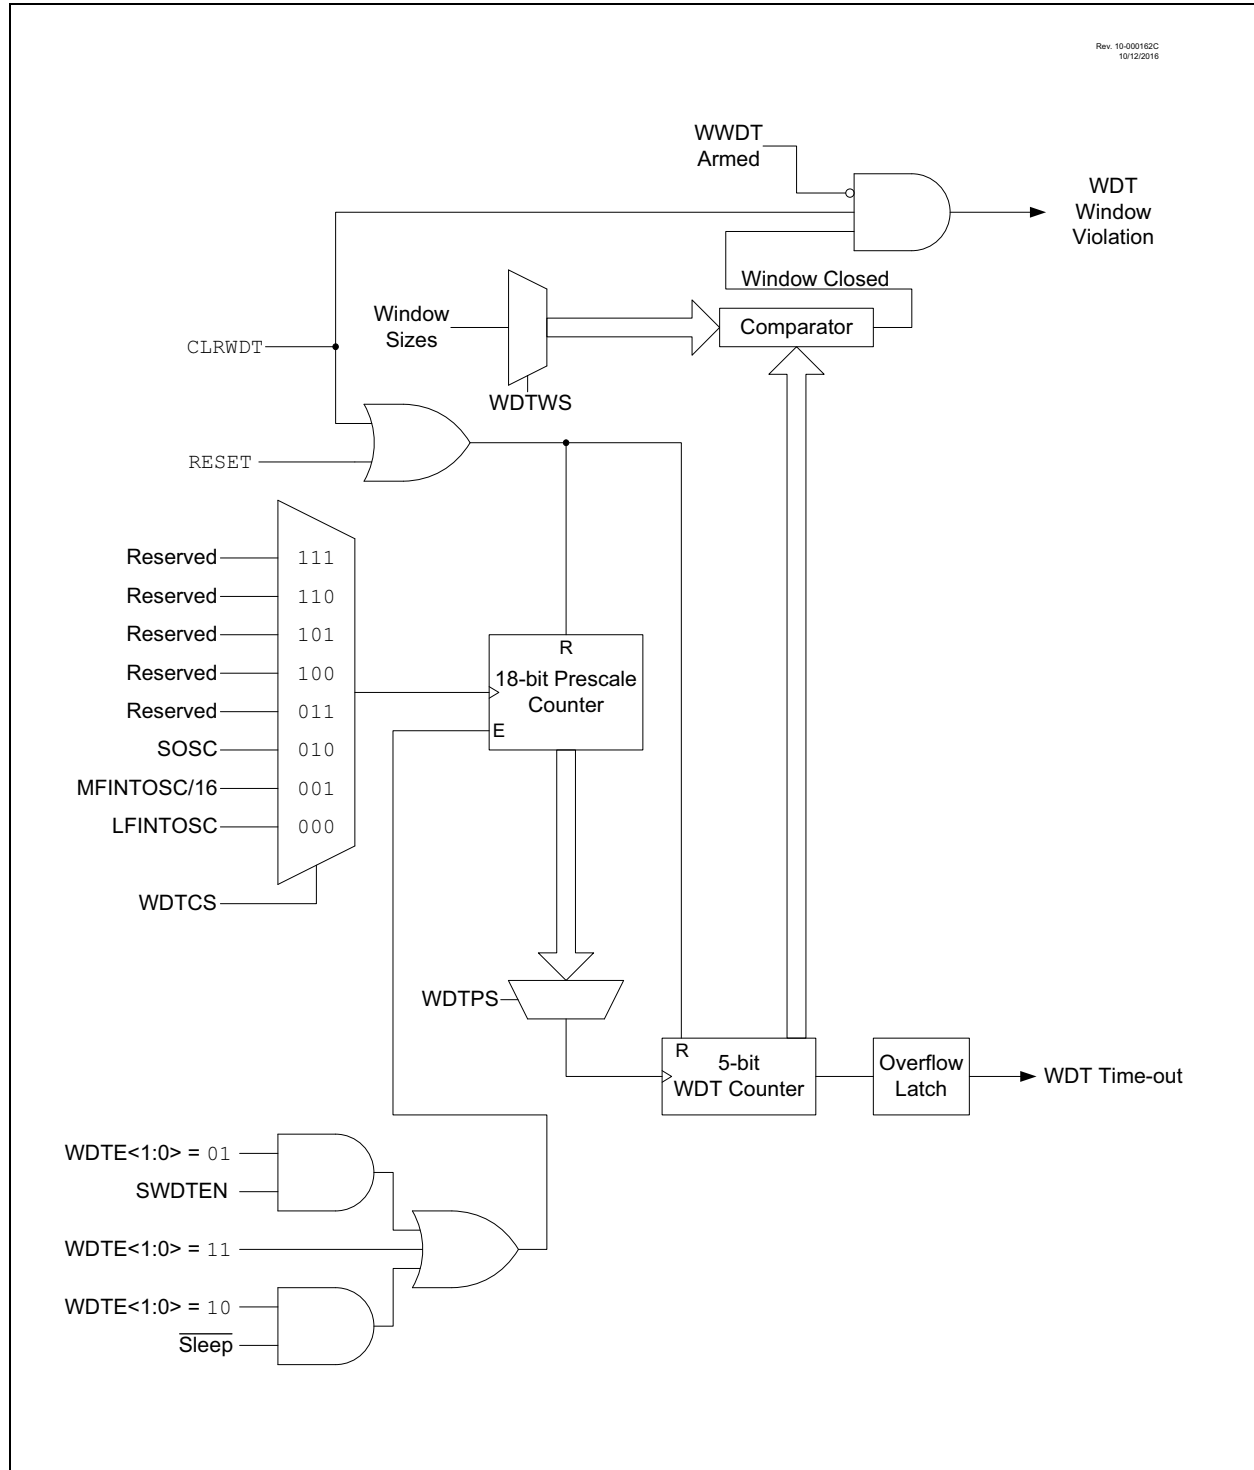 Rev. 10-000162C
10/12/2016
WWDT
Armed
WDT
Window
Violation
Window Closed
Window
Sizes
Comparator
CLRWDT
WDTWS
RESET
Reserved 111
Reserved 110
Reserved 101
Reserved 100
Reserved 011
SOSC 010
MFINTOSC/16 001
LFINTOSC 000
WDTCS
R
18-bit Prescale
Counter
E
WDTPS
R
5-bit
WDT Counter
Overflow
Latch
WDT Time-out
WDTE<1:0> = 01
SWDTEN
WDTE<1:0> = 11
WDTE<1:0> = 10
Sleep